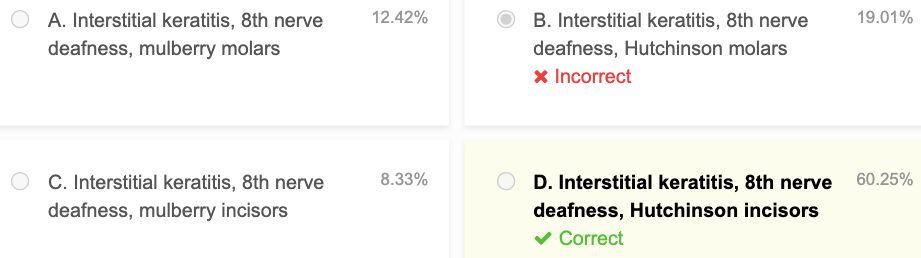 A. Interstitial keratitis, 8th nerve 12.42%
deafness, mulberry molars
B. Interstitial keratitis, 8th nerve 19.01%
deafness, Hutchinson molars
✖ Incorrect
C. Interstitial keratitis, 8th nerve 8.33%
deafness, mulberry incisors
D. Interstitial keratitis, 8th nerve 60.25%
deafness, Hutchinson incisors
✔ Correct